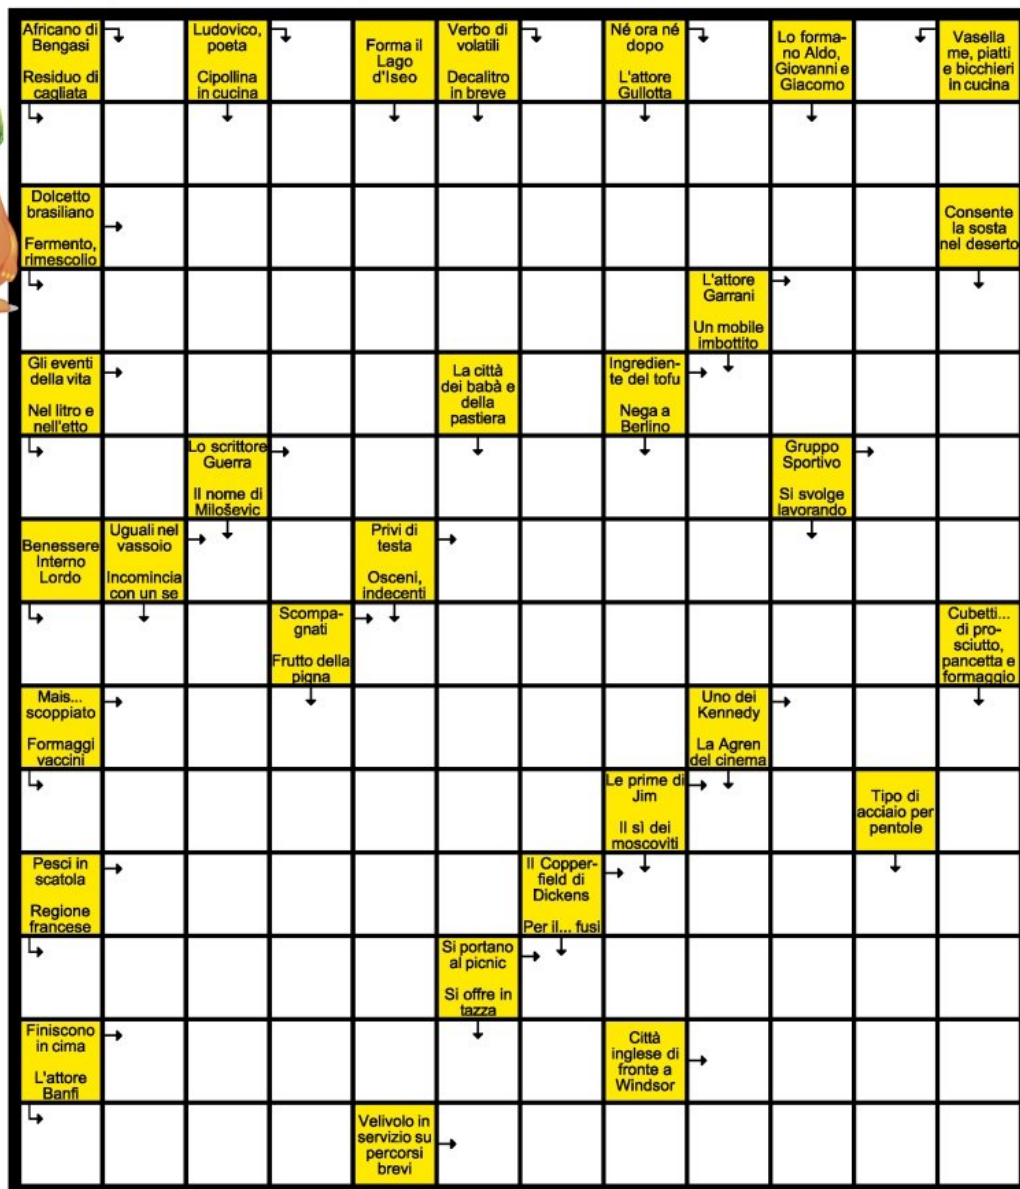 Africano di
Bengasi
Residuo di
cagliata
Ludovico,
poeta
Cipollina
in cucina
Forma il
Lago
d'Iseo
Verbo di
volatili
Decalitro
in breve
Né ora né
dopo
L'attore
Gullotta
Lo forma-
no Aldo,
Giovanni e
Giacomo
Vasella
me, piatti
e bicchieri
in cucina
Dolcetto
brasiliano
Fermento,
rimescolio
Consente
la sosta
nel deserto
L'attore
Garrani
Un mobile
imbottito
Gli eventi
della vita
Nel litro e
nell'etto
La città
dei babà e
della
pastiera
Ingredien-
te del tofu
Nega a
Berlino
Lo scrittore
Guerra
Il nome di
Miloševic
Gruppo
Sportivo
Si svolge
lavorando
Benessere
Interno
Lordo
Uguali nel
vassoio
Incomincia
con un se
Privi di
testa
Osceni,
indecenti
Scompa-
gnati
Frutto della
pigna
Cubetti...
di pro-
sciutto,
pancetta e
formaggio
Mais...
scoppiato
Formaggi
vaccini
Uno dei
Kennedy
La Agren
del cinema
Le prime di
Jim
Il sì dei
moscoviti
Tipo di
acciaio per
pentole
Pesci in
scatola
Regione
francese
Il Copper-
field di
Dickens
Per il... fusi
Si portano
al picnic
Si offre in
tazza
Finiscono
in cima
L'attore
Banfi
Città
inglese di
fronte a
Windsor
Velivolo in
servizio su
percorsi
brevi